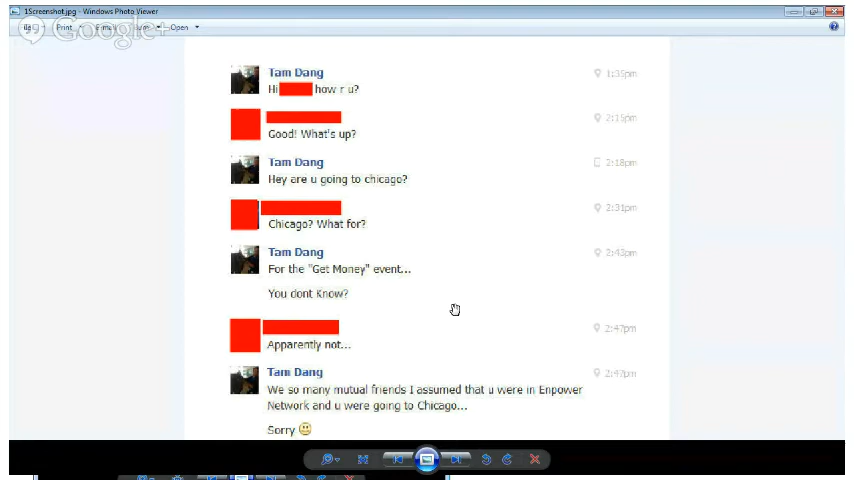 1Screenshot.jpg - Windows Photo Viewer
Print
Open
Google+
Tam Dang
1:35pm
Hi how r u?
2:15pm
Good! What's up?
Tam Dang
2:18pm
Hey are u going to chicago?
2:31pm
Chicago? What for?
Tam Dang
2:43pm
For the "Get Money" event...
You dont Know?
2:47pm
Apparently not...
Tam Dang
2:47pm
We so many mutual friends I assumed that u were in Enpower
Network and u were going to Chicago...
Sorry